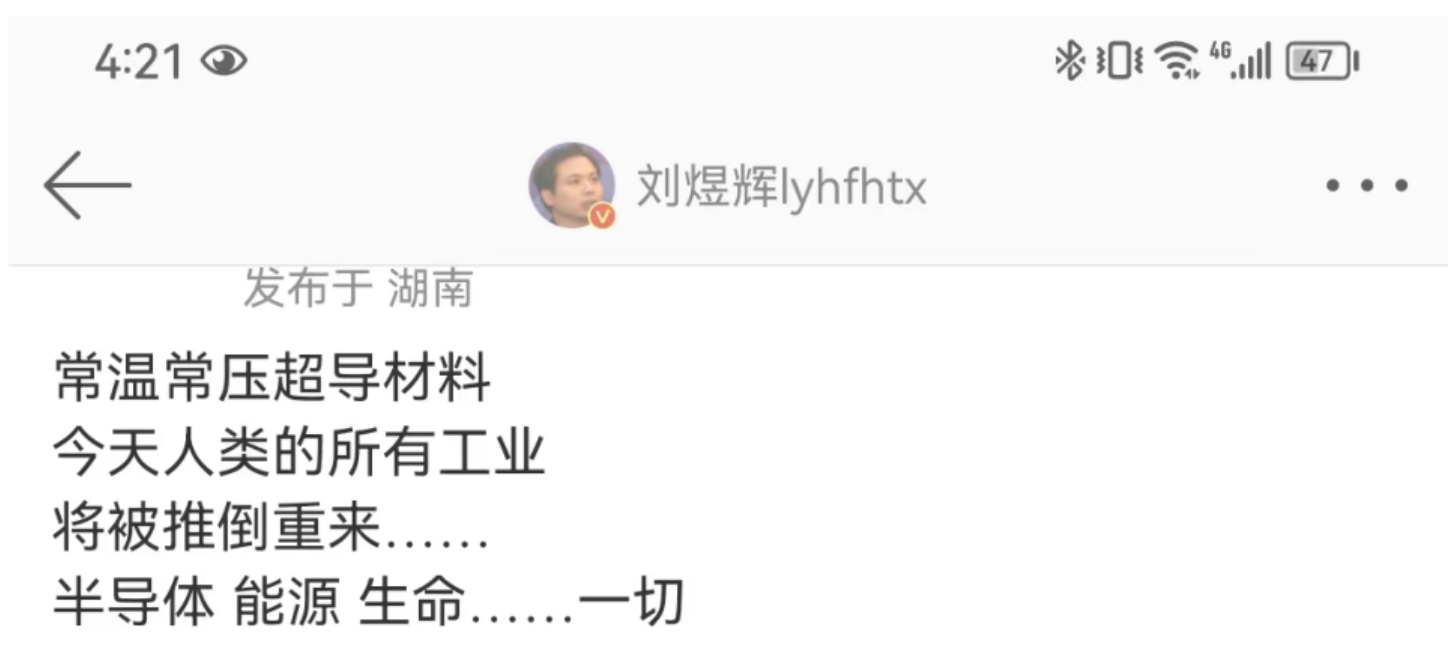 4:21
4G
47
刘煜辉lyhfhtx
发布于 湖南
常温常压超导材料
今天人类的所有工业
将被推倒重来......
半导体 能源 生命......一切